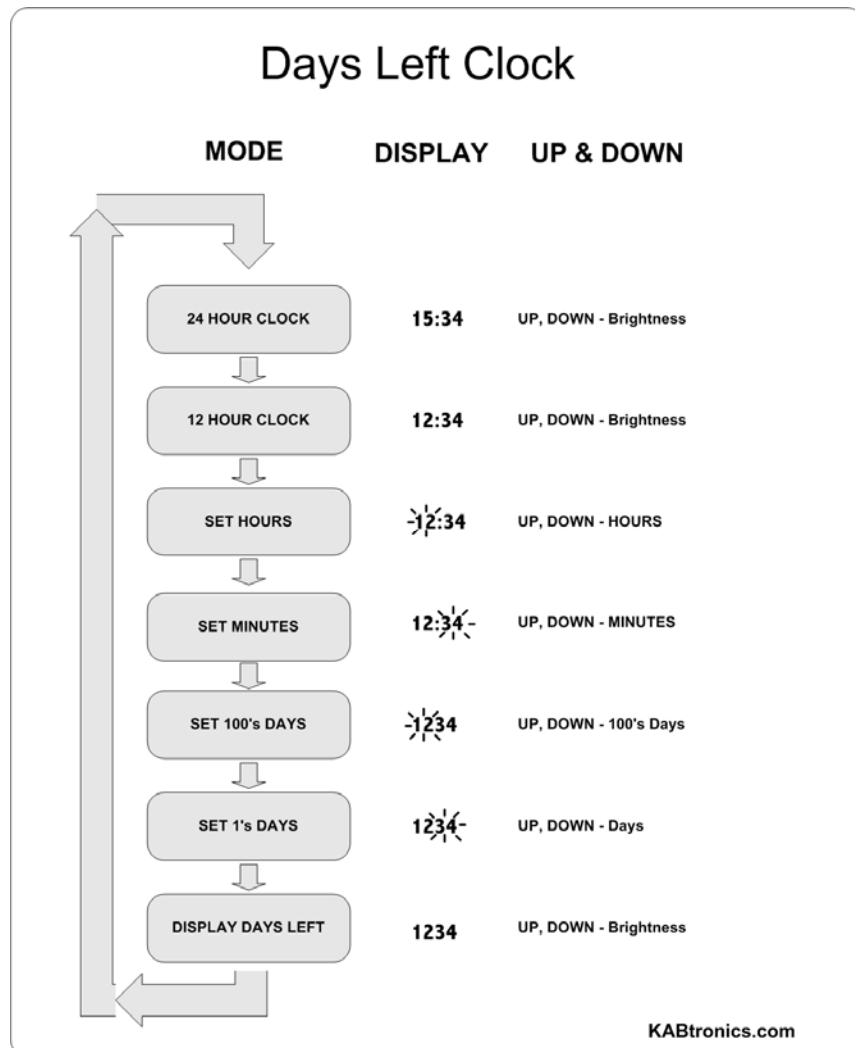 Days Left Clock
MODE DISPLAY UP & DOWN
24 HOUR CLOCK 15:34 UP, DOWN - Brightness
12 HOUR CLOCK 12:34 UP, DOWN - Brightness
SET HOURS 12:34 UP, DOWN - HOURS
SET MINUTES 12:34 UP, DOWN - MINUTES
SET 100's DAYS 1234 UP, DOWN - 100's Days
SET 1's DAYS 1234 UP, DOWN - Days
DISPLAY DAYS LEFT 1234 UP, DOWN - Brightness
KABtronics.com